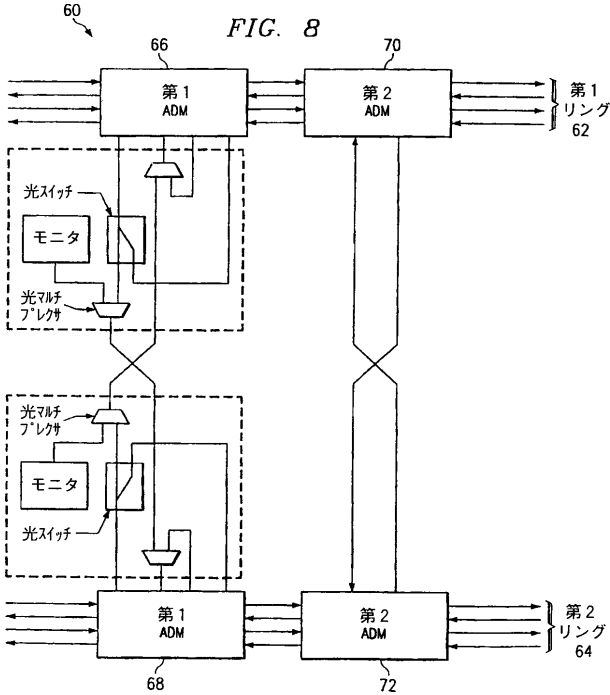 60
FIG. 8
66
70
第1
ADM
第2
ADM
第1
リング
62
光スイッチ
モニタ
光マルチ
プレクサ
光マルチ
プレクサ
モニタ
光スイッチ
第1
ADM
第2
ADM
第2
リング
64
68
72